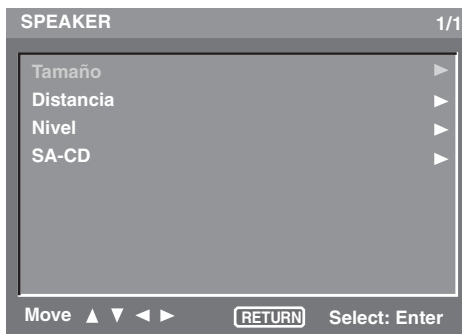 SPEAKER 1/1
Tamaño ▶
Distancia ▶
Nivel ▶
SA-CD ▶
Move ▲ ▼ ◀ ▶ RETURN Select: Enter